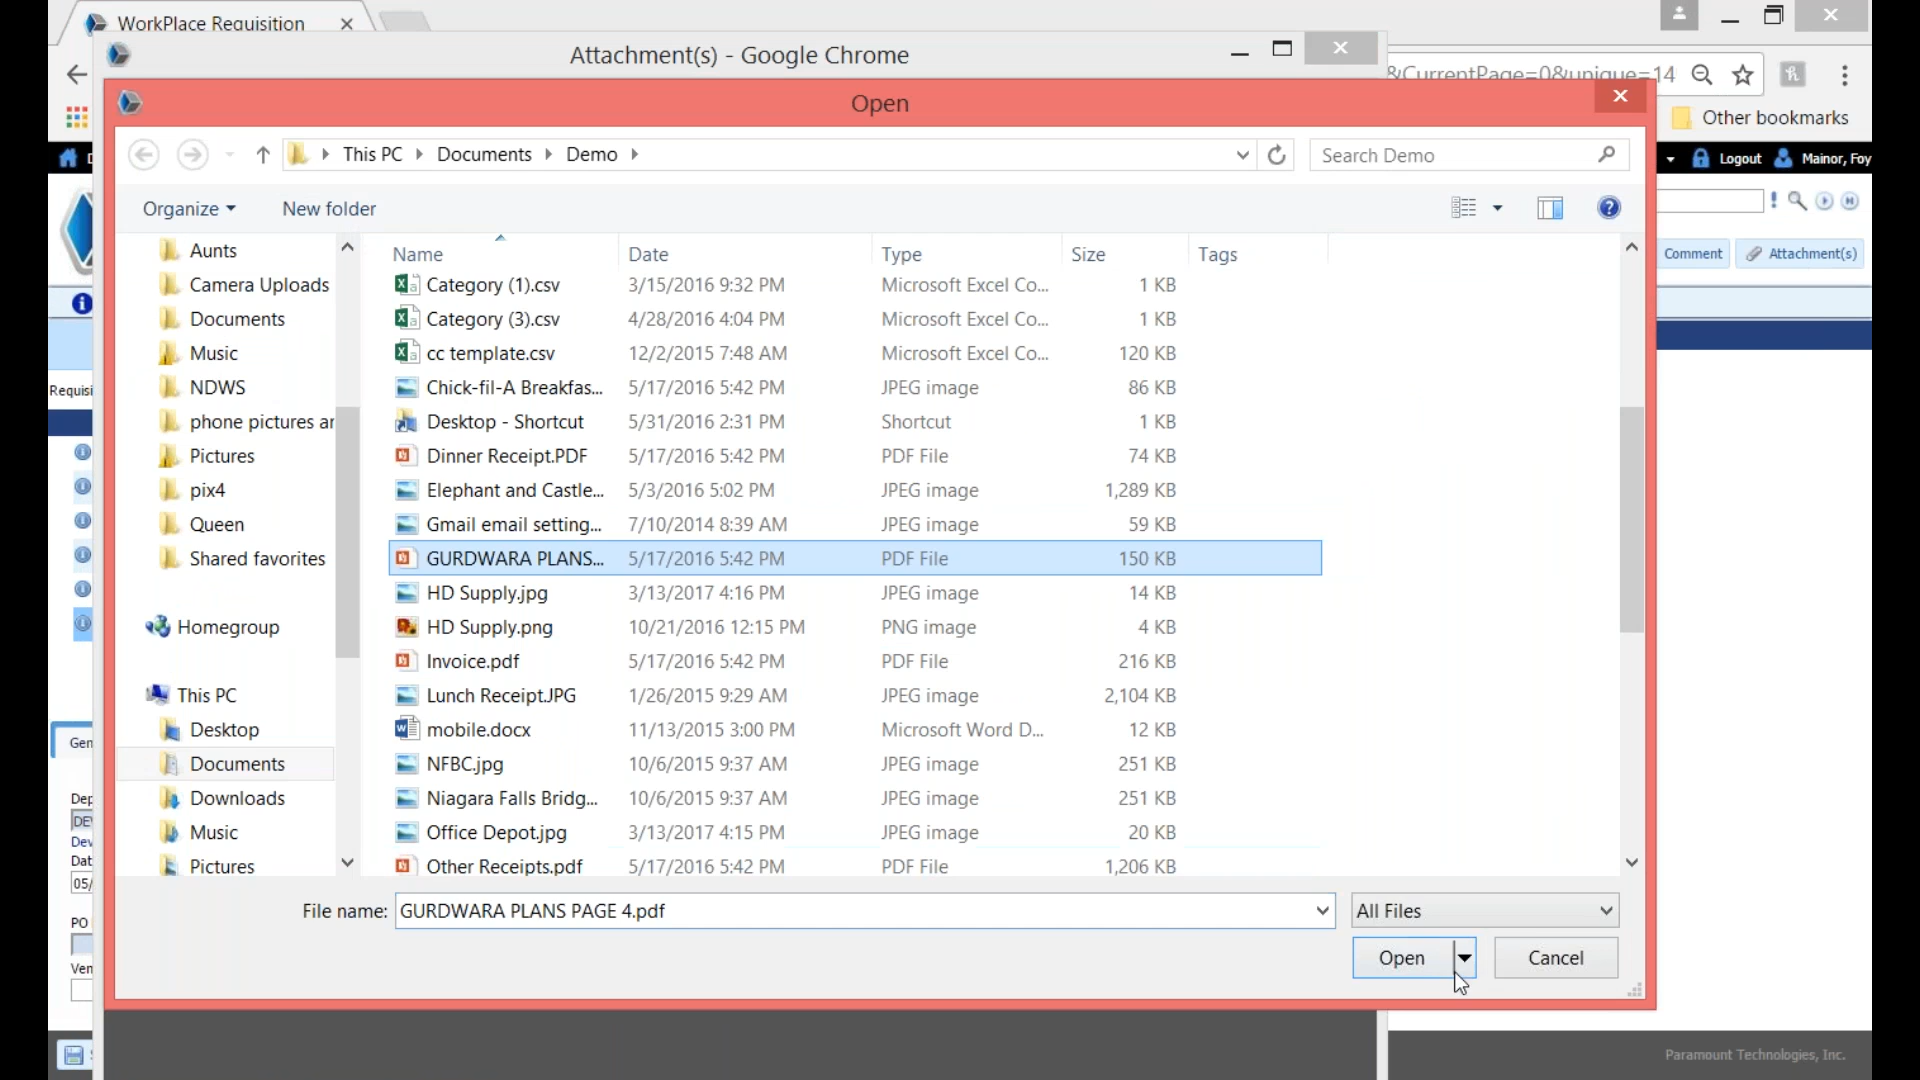 WorkPlace Requisition
Attachment(s) - Google Chrome
&CurrentPage=0&unique=14
Open
Other bookmarks
This PC Documents Demo
Search Demo
Logout Mainor, Foy
Organize New folder
Comment Attachment(s)
Name Date Type Size Tags
Aunts
Camera Uploads
Documents
Music
NDWS
phone pictures ar
Pictures
pix4
Queen
Shared favorites
Homegroup
This PC
Desktop
Documents
Downloads
Music
Pictures
Category (1).csv 3/15/2016 9:32 PM Microsoft Excel Co... 1 KB
Category (3).csv 4/28/2016 4:04 PM Microsoft Excel Co... 1 KB
cc template.csv 12/2/2015 7:48 AM Microsoft Excel Co... 120 KB
Chick-fil-A Breakfas... 5/17/2016 5:42 PM JPEG image 86 KB
Desktop - Shortcut 5/31/2016 2:31 PM Shortcut 1 KB
Dinner Receipt.PDF 5/17/2016 5:42 PM PDF File 74 KB
Elephant and Castle... 5/3/2016 5:02 PM JPEG image 1,289 KB
Gmail email setting... 7/10/2014 8:39 AM JPEG image 59 KB
GURDWARA PLANS... 5/17/2016 5:42 PM PDF File 150 KB
HD Supply.jpg 3/13/2017 4:16 PM JPEG image 14 KB
HD Supply.png 10/21/2016 12:15 PM PNG image 4 KB
Invoice.pdf 5/17/2016 5:42 PM PDF File 216 KB
Lunch Receipt.JPG 1/26/2015 9:29 AM JPEG image 2,104 KB
mobile.docx 11/13/2015 3:00 PM Microsoft Word D... 12 KB
NFBC.jpg 10/6/2015 9:37 AM JPEG image 251 KB
Niagara Falls Bridg... 10/6/2015 9:37 AM JPEG image 251 KB
Office Depot.jpg 3/13/2017 4:15 PM JPEG image 20 KB
Other Receipts.pdf 5/17/2016 5:42 PM PDF File 1,206 KB
Requisi
Gen
Dep
DE
Dev
Dat
05/
PO
Ven
File name: GURDWARA PLANS PAGE 4.pdf All Files
Open Cancel
Paramount Technologies, Inc.